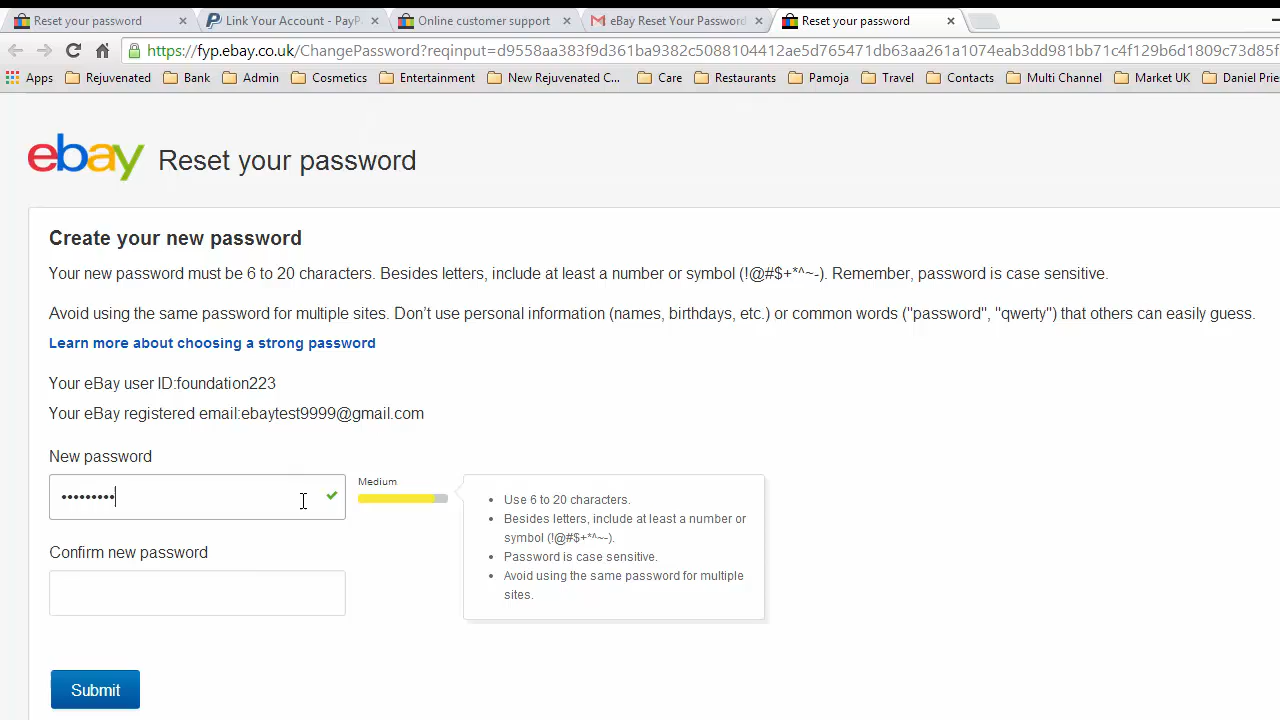 Reset your password
Link Your Account - PayP
Online customer support
eBay Reset Your Password
Reset your password
https://fyp.ebay.co.uk/ChangePassword?reqinput=d9558aa383f9d361ba9382c5088104412ae5d765471db63aa261a1074eab3dd981bb71c4f129b6d1809c73d85f
Apps Rejuvenated Bank Admin Cosmetics Entertainment New Rejuvenated C... Care Restaurants Pamoja Travel Contacts Multi Channel Market UK Daniel Prie
ebay Reset your password
Create your new password
Your new password must be 6 to 20 characters. Besides letters, include at least a number or symbol (!@#$+*^~-). Remember, password is case sensitive.
Avoid using the same password for multiple sites. Don’t use personal information (names, birthdays, etc.) or common words ("password", "qwerty") that others can easily guess.
Learn more about choosing a strong password
Your eBay user ID:foundation223
Your eBay registered email:ebaytest9999@gmail.com
New password
•••••••••
Medium
• Use 6 to 20 characters.
• Besides letters, include at least a number or
symbol (!@#$+*^~-).
• Password is case sensitive.
• Avoid using the same password for multiple
sites.
Confirm new password
Submit